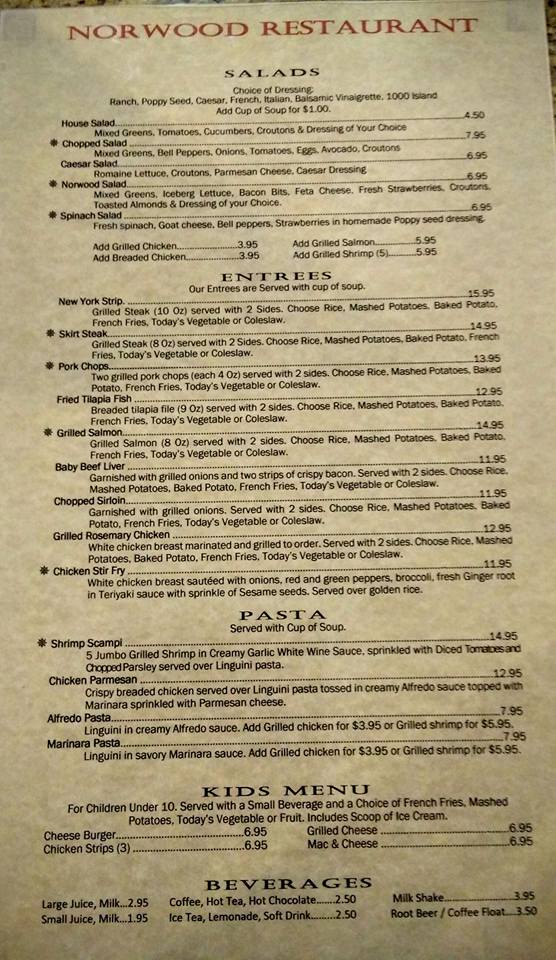 NORWOOD RESTAURANT
SALADS
Choice of Dressing:
Ranch, Poppy Seed, Caesar, French, Italian, Balsamic Vinaigrette, 1000 Island
Add Cup of Soup for $1.00.
House Salad..........4.50
Mixed Greens, Tomatoes, Cucumbers, Croutons & Dressing of Your Choice
* Chopped Salad..........7.95
Mixed Greens, Bell Peppers, Onions, Tomatoes, Eggs, Avocado, Croutons
Caesar Salad..........6.95
Romaine Lettuce, Croutons, Parmesan Cheese, Caesar Dressing
* Norwood Salad..........6.95
Mixed Greens, Iceberg Lettuce, Bacon Bits, Feta Cheese, Fresh Strawberries, Croutons,
Toasted Almonds & Dressing of your Choice.
* Spinach Salad..........6.95
Fresh spinach, Goat cheese, Bell peppers, Strawberries in homemade Poppy seed dressing.
Add Grilled Chicken..........3.95 Add Grilled Salmon..........5.95
Add Breaded Chicken..........3.95 Add Grilled Shrimp (5)..........5.95
ENTREES
Our Entrees are Served with cup of soup.
New York Strip. ..........15.95
Grilled Steak (10 Oz) served with 2 Sides. Choose Rice, Mashed Potatoes, Baked Potato,
French Fries, Today's Vegetable or Coleslaw.
* Skirt Steak..........14.95
Grilled Steak (8 Oz) served with 2 sides. Choose Rice, Mashed Potatoes, Baked Potato, French
Fries, Today's Vegetable or Coleslaw.
* Pork Chops..........13.95
Two grilled pork chops (each 4 Oz) served with 2 sides. Choose Rice, Mashed Potatoes, Baked
Potato, French Fries, Today's Vegetable or Coleslaw.
Fried Tilapia Fish ..........12.95
Breaded tilapia file (9 Oz) served with 2 sides. Choose Rice, Mashed Potatoes, Baked Potato,
French Fries, Today's Vegetable or Coleslaw.
* Grilled Salmon..........14.95
Grilled Salmon (8 Oz) served with 2 sides. Choose Rice, Mashed Potatoes, Baked Potato,
French Fries, Today's Vegetable or Coleslaw.
Baby Beef Liver ..........11.95
Garnished with grilled onions and two strips of crispy bacon. Served with 2 sides. Choose Rice,
Mashed Potatoes, Baked Potato, French Fries, Today's Vegetable or Coleslaw.
Chopped Sirloin..........11.95
Garnished with grilled onions. Served with 2 sides. Choose Rice, Mashed Potatoes, Baked
Potato, French Fries, Today's Vegetable or Coleslaw.
Grilled Rosemary Chicken ..........12.95
White chicken breast marinated and grilled to order. Served with 2 sides. Choose Rice, Mashed
Potatoes, Baked Potato, French Fries, Today's Vegetable or Coleslaw.
* Chicken Stir Fry ..........11.95
White chicken breast sautéed with onions, red and green peppers, broccoli, fresh Ginger root
in Teriyaki sauce with sprinkle of Sesame seeds. Served over golden rice.
PASTA
Served with Cup of Soup.
* Shrimp Scampi ..........14.95
5 Jumbo Grilled Shrimp in Creamy Garlic White Wine Sauce, sprinkled with Diced Tomatoes and
Chopped Parsley served over Linguini pasta.
Chicken Parmesan ..........12.95
Crispy breaded chicken served over Linguini pasta tossed in creamy Alfredo sauce topped with
Marinara sprinkled with Parmesan cheese.
Alfredo Pasta..........7.95
Linguini in creamy Alfredo sauce. Add Grilled chicken for $3.95 or Grilled shrimp for $5.95.
Marinara Pasta..........7.95
Linguini in savory Marinara sauce. Add Grilled chicken for $3.95 or Grilled shrimp for $5.95.
KIDS MENU
For Children Under 10. Served with a Small Beverage and a Choice of French Fries, Mashed
Potatoes, Today's Vegetable or Fruit. Includes Scoop of Ice Cream.
Cheese Burger..........6.95 Grilled Cheese ..........6.95
Chicken Strips (3) ..........6.95 Mac & Cheese ..........6.95
BEVERAGES
Large Juice, Milk...2.95 Coffee, Hot Tea, Hot Chocolate......2.50 Milk Shake..........3.95
Small Juice, Milk...1.95 Ice Tea, Lemonade, Soft Drink........2.50 Root Beer / Coffee Float....3.50